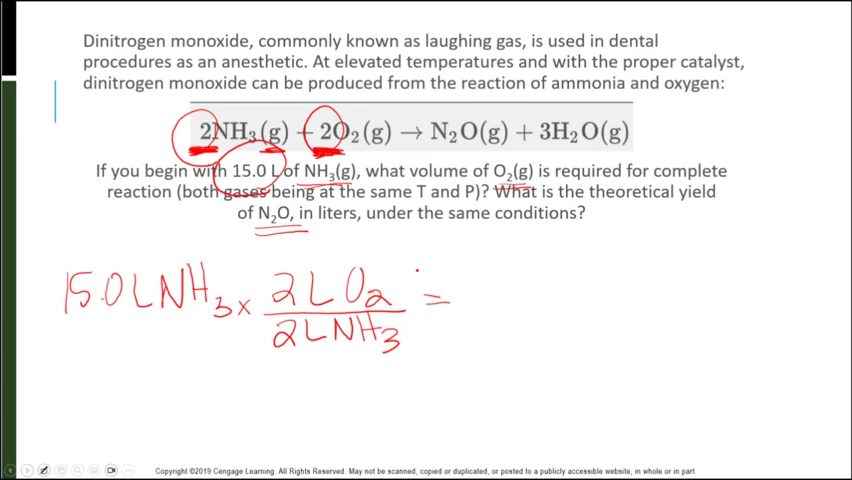 Dinitrogen monoxide, commonly known as laughing gas, is used in dental
procedures as an anesthetic. At elevated temperatures and with the proper catalyst,
dinitrogen monoxide can be produced from the reaction of ammonia and oxygen:
2NH₃(g) + 2O₂(g) → N₂O(g) + 3H₂O(g)
If you begin with 15.0 L of NH₃(g), what volume of O₂(g) is required for complete
reaction (both gases being at the same T and P)? What is the theoretical yield
of N₂O, in liters, under the same conditions?
15.0 L NH₃ × 2 L O₂ =
2 L NH₃
Copyright ©2019 Cengage Learning. All Rights Reserved. May not be scanned, copied or duplicated, or posted to a publicly accessible website, in whole or in part.